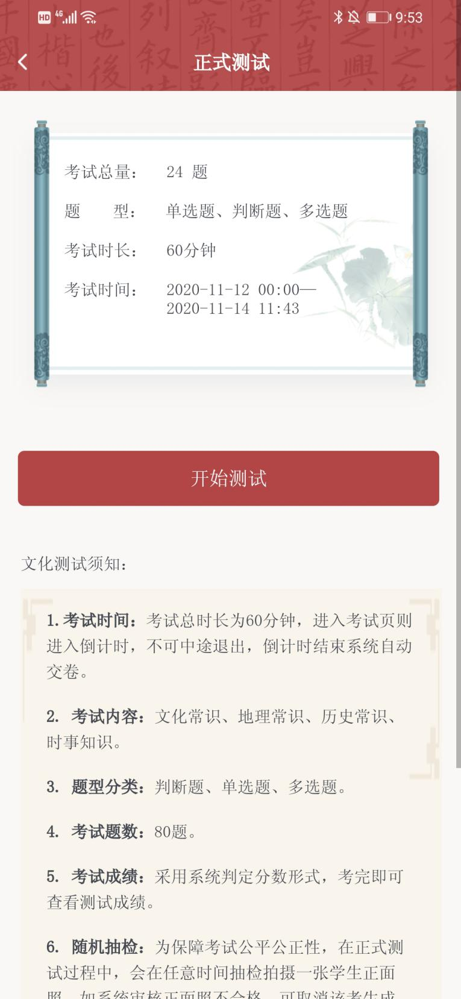 HD 4G 9:53
正式测试
考试总量： 24 题
题 型： 单选题、判断题、多选题
考试时长： 60分钟
考试时间： 2020-11-12 00:00—
2020-11-14 11:43
开始测试
文化测试须知：
1.考试时间：考试总时长为60分钟，进入考试页则
进入倒计时，不可中途退出，倒计时结束系统自动
交卷。
2. 考试内容：文化常识、地理常识、历史常识、
时事知识。
3. 题型分类：判断题、单选题、多选题。
4. 考试题数：80题。
5. 考试成绩：采用系统判定分数形式，考完即可
查看测试成绩。
6. 随机抽检：为保障考试公平公正性，在正式测
试过程中，会在任意时间抽检拍摄一张学生正面
照，如系统审核正面照不合格，可取消该考生成